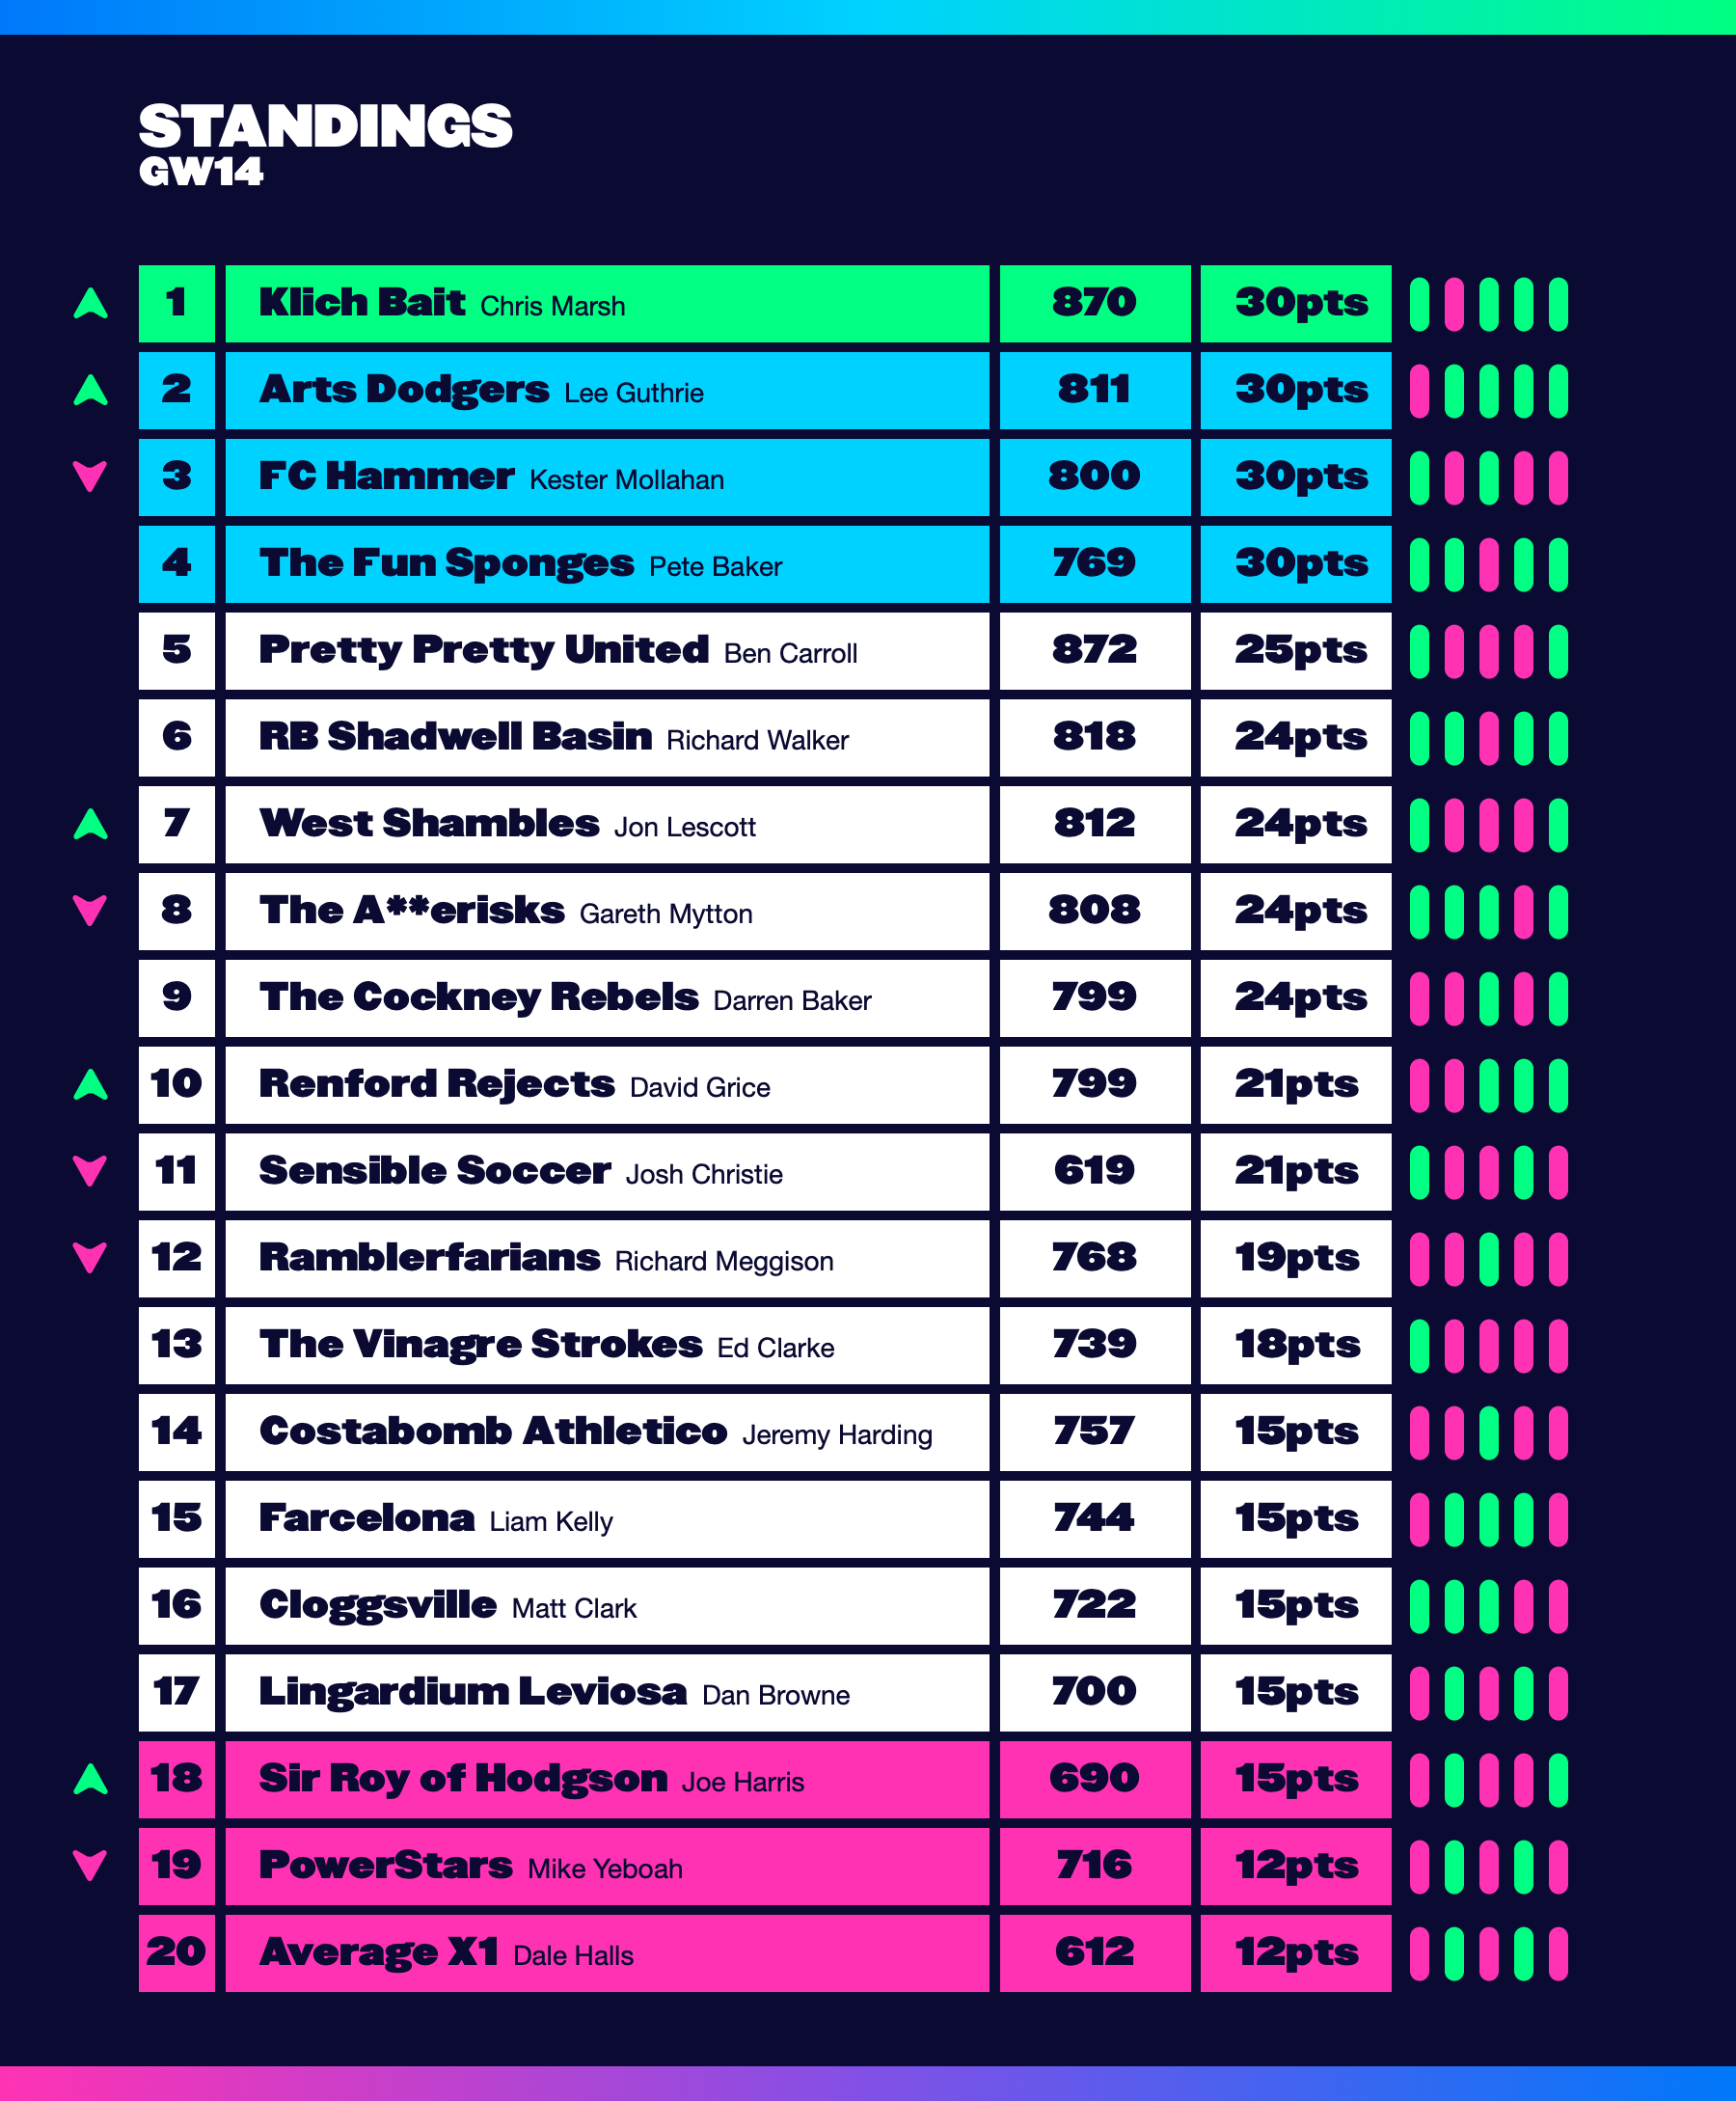 STANDINGS
GW14
1 Klich Bait Chris Marsh 870 30pts
2 Arts Dodgers Lee Guthrie 811 30pts
3 FC Hammer Kester Mollahan 800 30pts
4 The Fun Sponges Pete Baker 769 30pts
5 Pretty Pretty United Ben Carroll 872 25pts
6 RB Shadwell Basin Richard Walker 818 24pts
7 West Shambles Jon Lescott 812 24pts
8 The A**erisks Gareth Mytton 808 24pts
9 The Cockney Rebels Darren Baker 799 24pts
10 Renford Rejects David Grice 799 21pts
11 Sensible Soccer Josh Christie 619 21pts
12 Ramblerfarians Richard Meggison 768 19pts
13 The Vinagre Strokes Ed Clarke 739 18pts
14 Costabomb Athletico Jeremy Harding 757 15pts
15 Farcelona Liam Kelly 744 15pts
16 Cloggsville Matt Clark 722 15pts
17 Lingardium Leviosa Dan Browne 700 15pts
18 Sir Roy of Hodgson Joe Harris 690 15pts
19 PowerStars Mike Yeboah 716 12pts
20 Average X1 Dale Halls 612 12pts